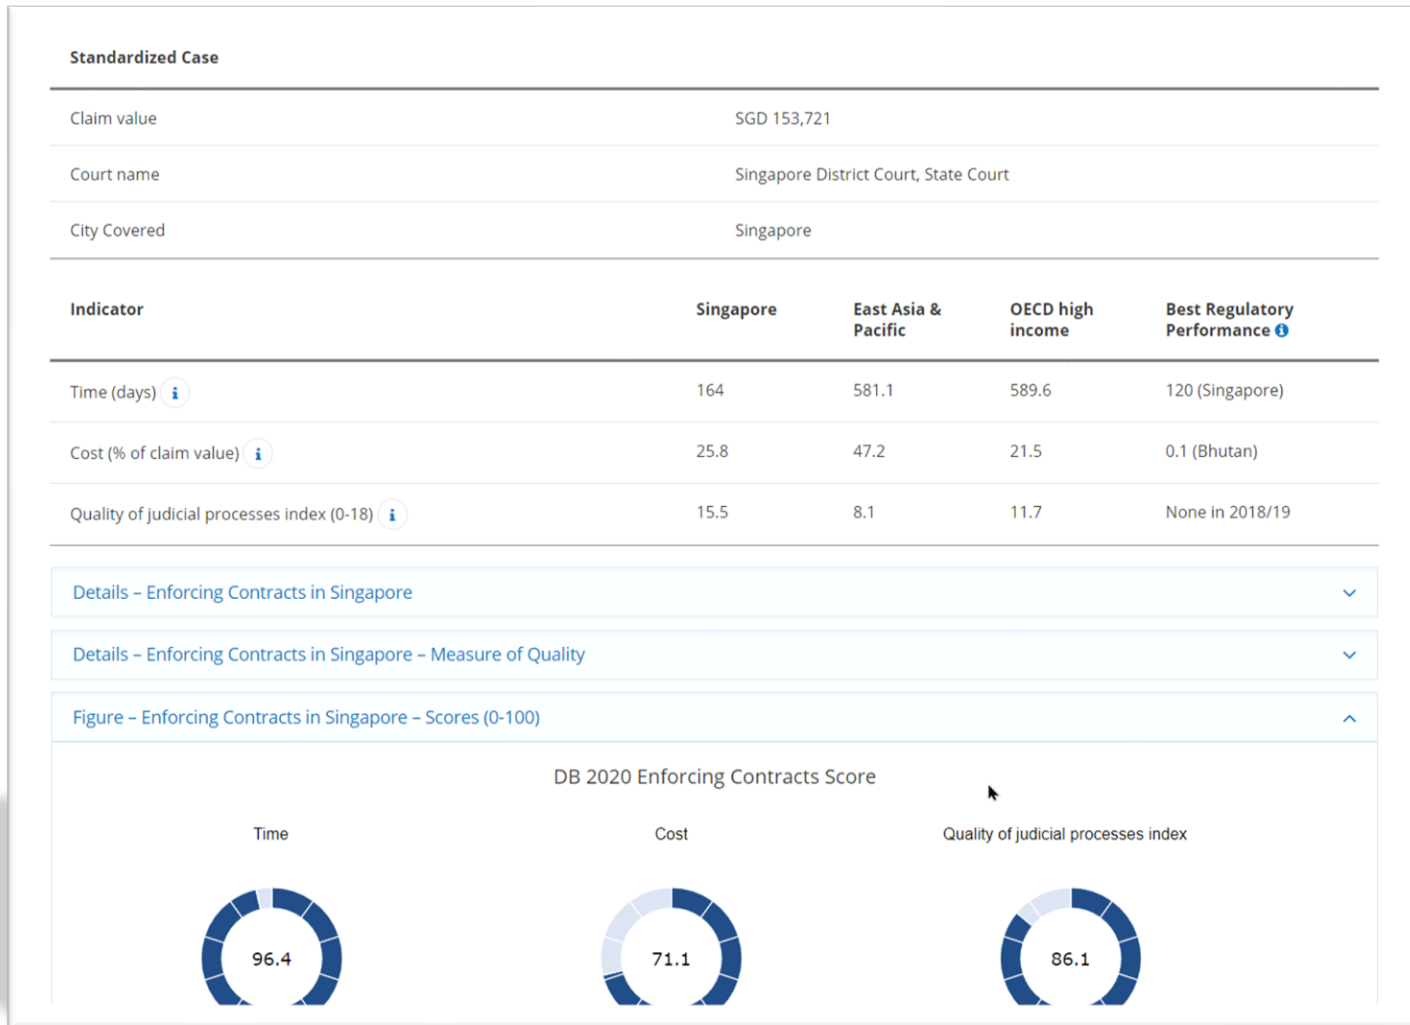 Standardized Case
Claim value SGD 153,721
Court name Singapore District Court, State Court
City Covered Singapore
Indicator Singapore East Asia & Pacific OECD high income Best Regulatory Performance
Time (days) 164 581.1 589.6 120 (Singapore)
Cost (% of claim value) 25.8 47.2 21.5 0.1 (Bhutan)
Quality of judicial processes index (0-18) 15.5 8.1 11.7 None in 2018/19
Details – Enforcing Contracts in Singapore
Details – Enforcing Contracts in Singapore – Measure of Quality
Figure – Enforcing Contracts in Singapore – Scores (0-100)
DB 2020 Enforcing Contracts Score
Time Cost Quality of judicial processes index
96.4 71.1 86.1